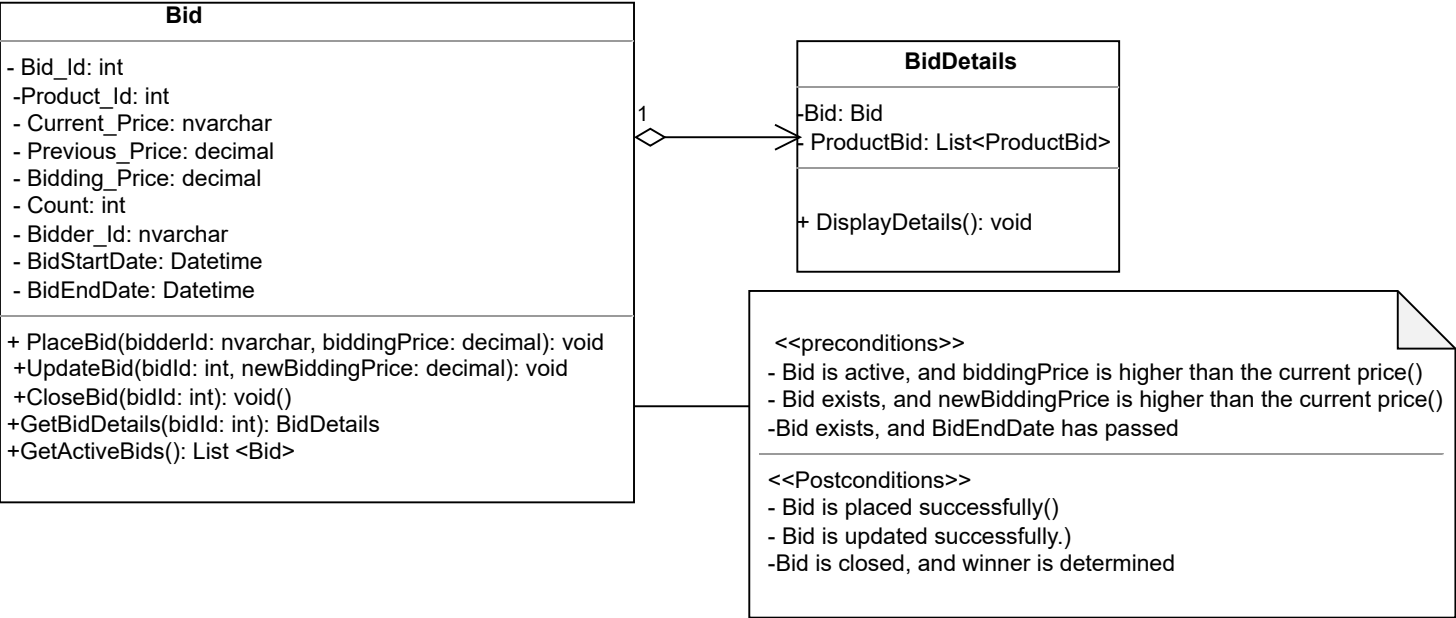 Bid
- Bid_Id: int
-Product_Id: int
- Current_Price: nvarchar
- Previous_Price: decimal
- Bidding_Price: decimal
- Count: int
- Bidder_Id: nvarchar
- BidStartDate: Datetime
- BidEndDate: Datetime
+ PlaceBid(bidderId: nvarchar, biddingPrice: decimal): void
+UpdateBid(bidId: int, newBiddingPrice: decimal): void
+CloseBid(bidId: int): void()
+GetBidDetails(bidId: int): BidDetails
+GetActiveBids(): List <Bid>
1
BidDetails
-Bid: Bid
- ProductBid: List<ProductBid>
+ DisplayDetails(): void
<<preconditions>>
- Bid is active, and biddingPrice is higher than the current price()
- Bid exists, and newBiddingPrice is higher than the current price()
-Bid exists, and BidEndDate has passed
<<Postconditions>>
- Bid is placed successfully()
- Bid is updated successfully.)
-Bid is closed, and winner is determined